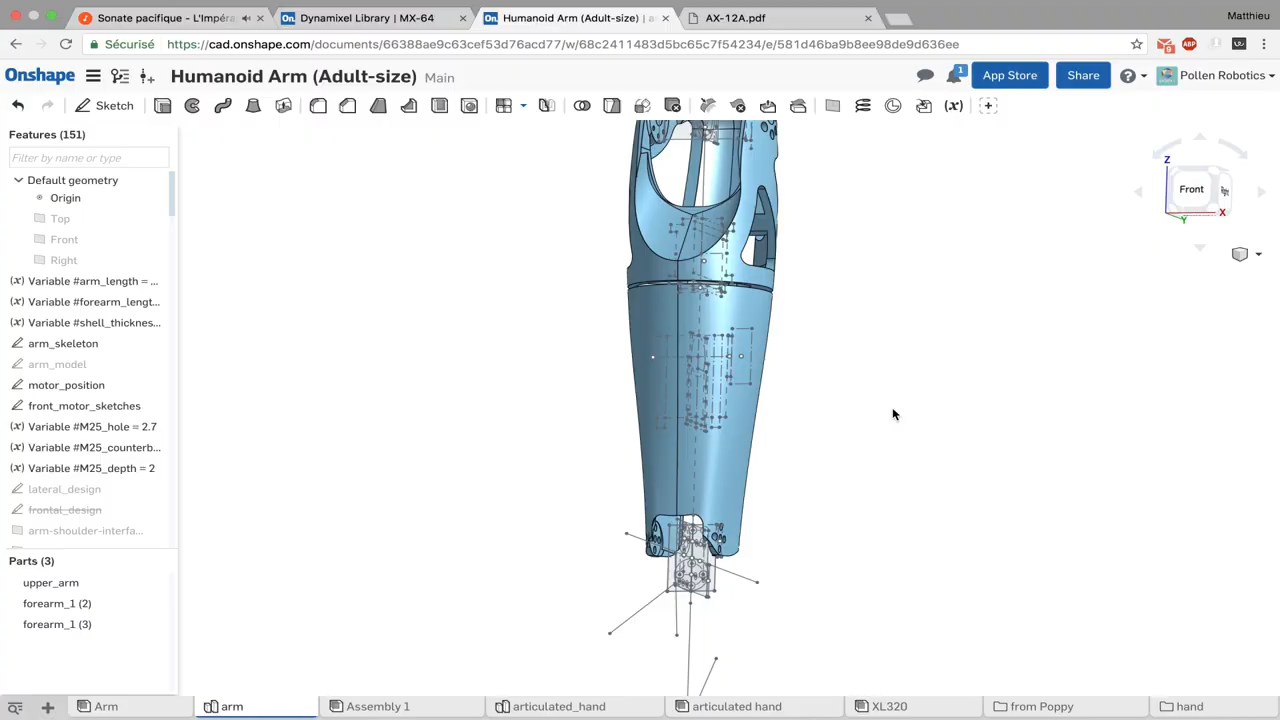 Sonate pacifique - L'Impéra
Dynamixel Library | MX-64
Humanoid Arm (Adult-size) | a
AX-12A.pdf
Matthieu
Sécurisé
https://cad.onshape.com/documents/66388ae9c63cef53d76acd77/w/68c2411483d5bc65c7f54234/e/581d46ba9b8ee98de9d636ee
9
ABP
Onshape
Humanoid Arm (Adult-size) Main
1
App Store
Share
Pollen Robotics
Sketch
(x)
Features (151)
Filter by name or type
Default geometry
Origin
Top
Front
Right
(x) Variable #arm_length = ...
(x) Variable #forearm_lengt...
(x) Variable #shell_thicknes...
arm_skeleton
arm_model
motor_position
front_motor_sketches
(x) Variable #M25_hole = 2.7
(x) Variable #M25_counterb...
(x) Variable #M25_depth = 2
lateral_design
frontal_design
arm-shoulder-interfa...
Parts (3)
upper_arm
forearm_1 (2)
forearm_1 (3)
Z
Front
X
Y
Arm
arm
Assembly 1
articulated_hand
articulated hand
XL320
from Poppy
hand